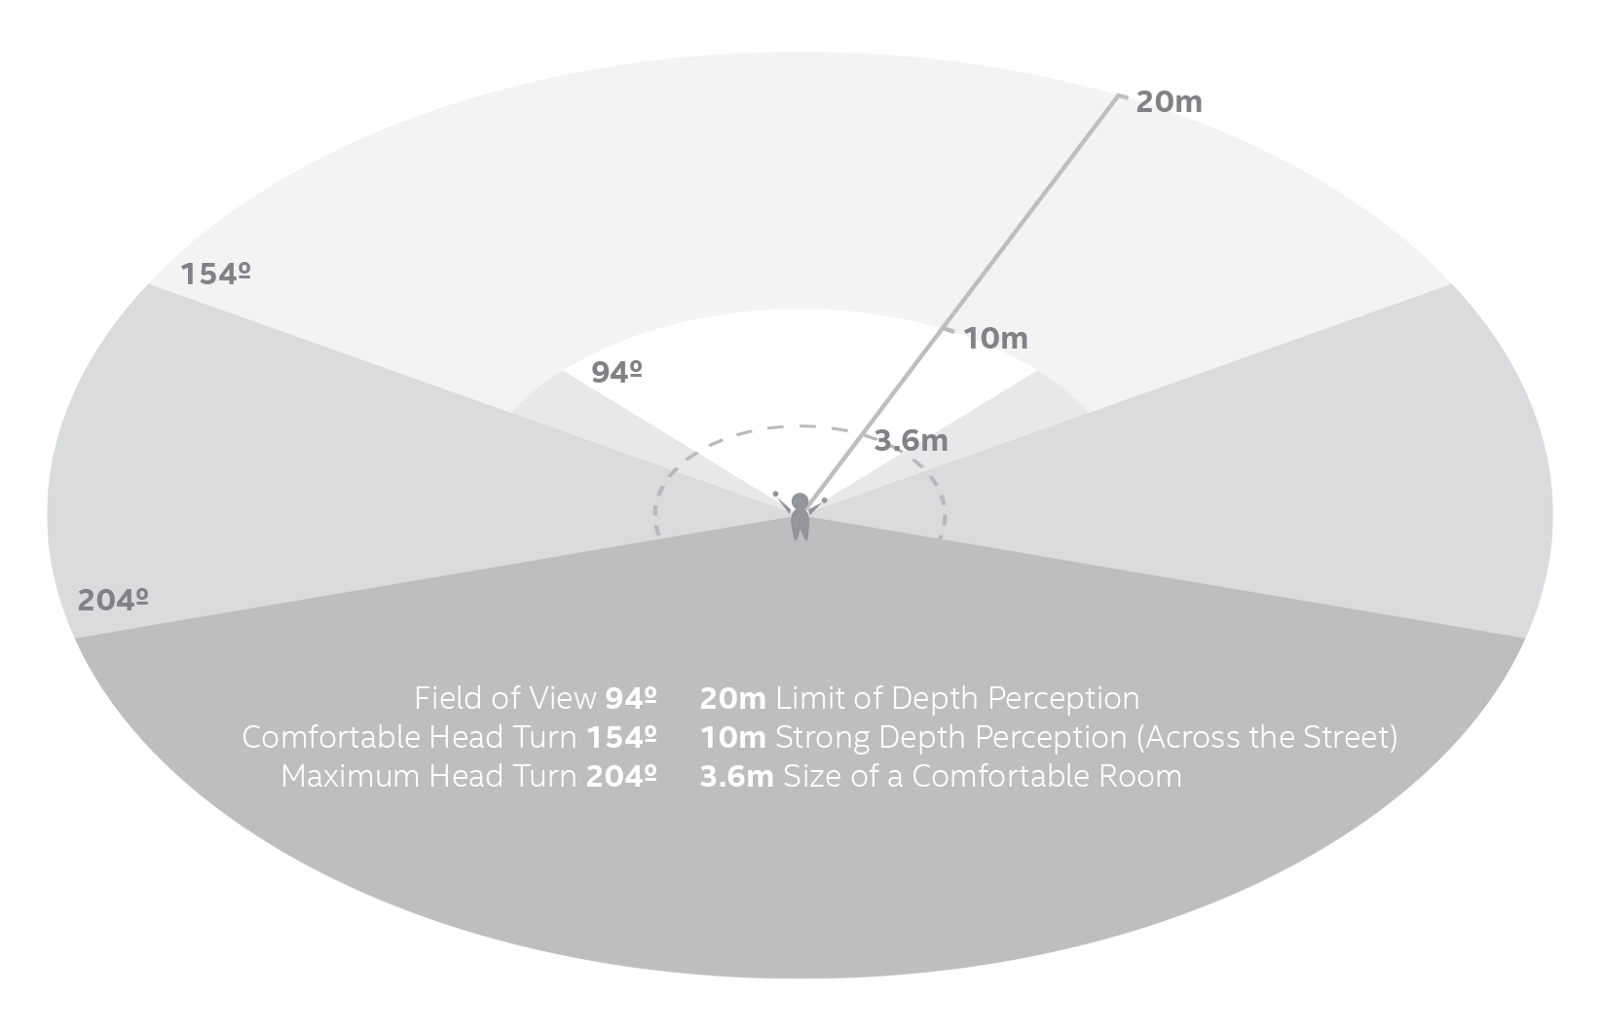 20m
154º
10m
94º
3.6m
204º
Field of View 94º
Comfortable Head Turn 154º
Maximum Head Turn 204º
20m Limit of Depth Perception
10m Strong Depth Perception (Across the Street)
3.6m Size of a Comfortable Room